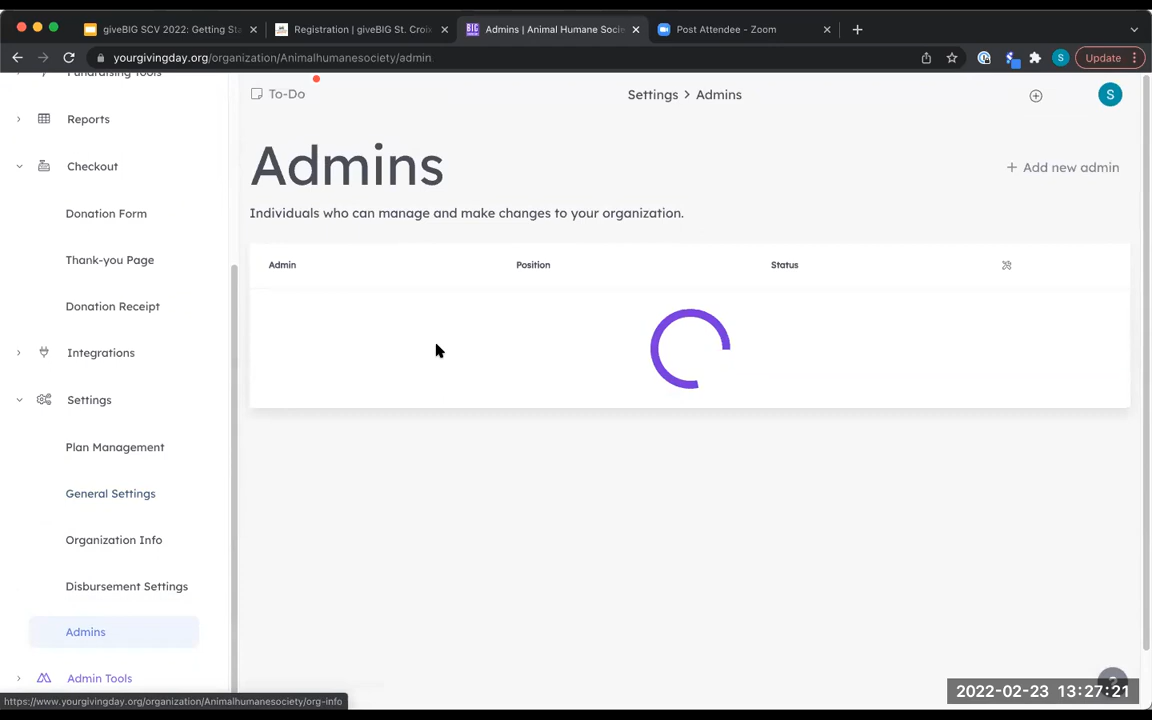 giveBIG SCV 2022: Getting Sta
Registration | giveBIG St. Croix
BIG
Admins | Animal Humane Socie
Post Attendee - Zoom
yourgivingday.org/organization/Animalhumanesociety/admin
S
Update
Fundraising Tools
To-Do
Settings > Admins
S
Reports
Checkout
Admins
+ Add new admin
Donation Form
Individuals who can manage and make changes to your organization.
Thank-you Page
Admin
Position
Status
Donation Receipt
Integrations
Settings
Plan Management
General Settings
Organization Info
Disbursement Settings
Admins
Admin Tools
?
2022-02-23 13:27:21
https://www.yourgivingday.org/organization/Animalhumanesociety/org-info